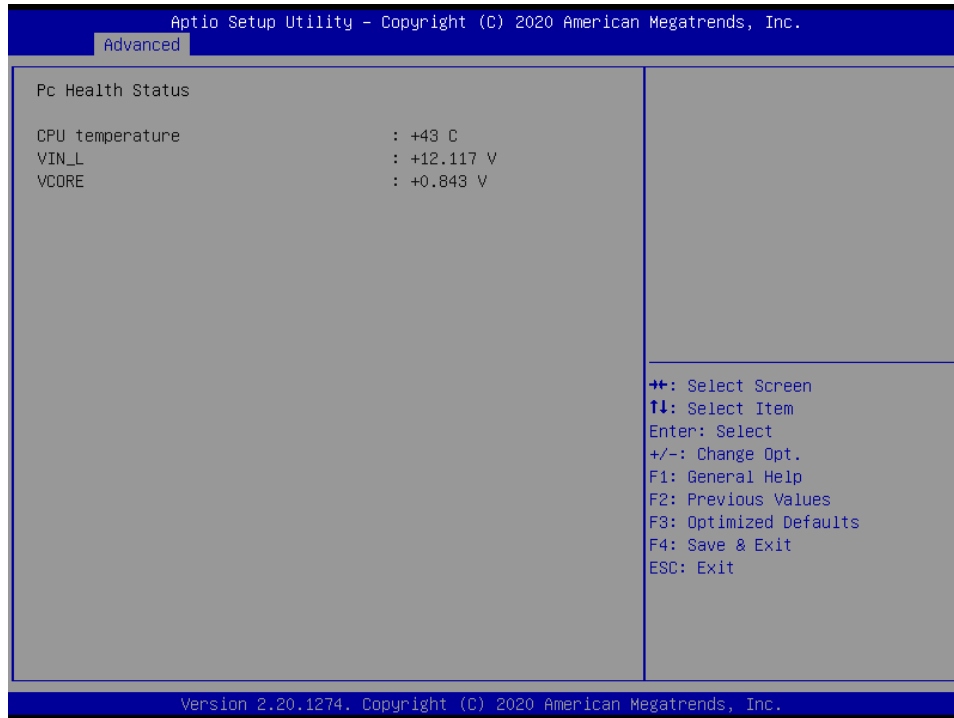 Aptio Setup Utility – Copyright (C) 2020 American Megatrends, Inc.
Advanced
Pc Health Status
CPU temperature : +43 C
VIN_L : +12.117 V
VCORE : +0.843 V
→←: Select Screen
↑↓: Select Item
Enter: Select
+/-: Change Opt.
F1: General Help
F2: Previous Values
F3: Optimized Defaults
F4: Save & Exit
ESC: Exit
Version 2.20.1274. Copyright (C) 2020 American Megatrends, Inc.